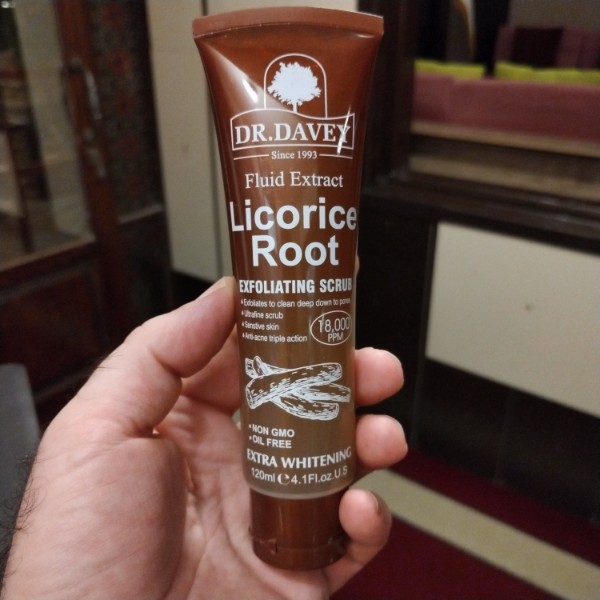 DR.DAVEY
Since 1993
Fluid Extract
Licorice
Root
EXFOLIATING SCRUB
• Exfoliates to clean deep down to pores
• Ultrafine scrub
• Sensitive skin
• Anti-acne triple action
18,000
PPM
• NON GMO
• OIL FREE
EXTRA WHITENING
120ml ℮ 4.1Fl.oz.U.S